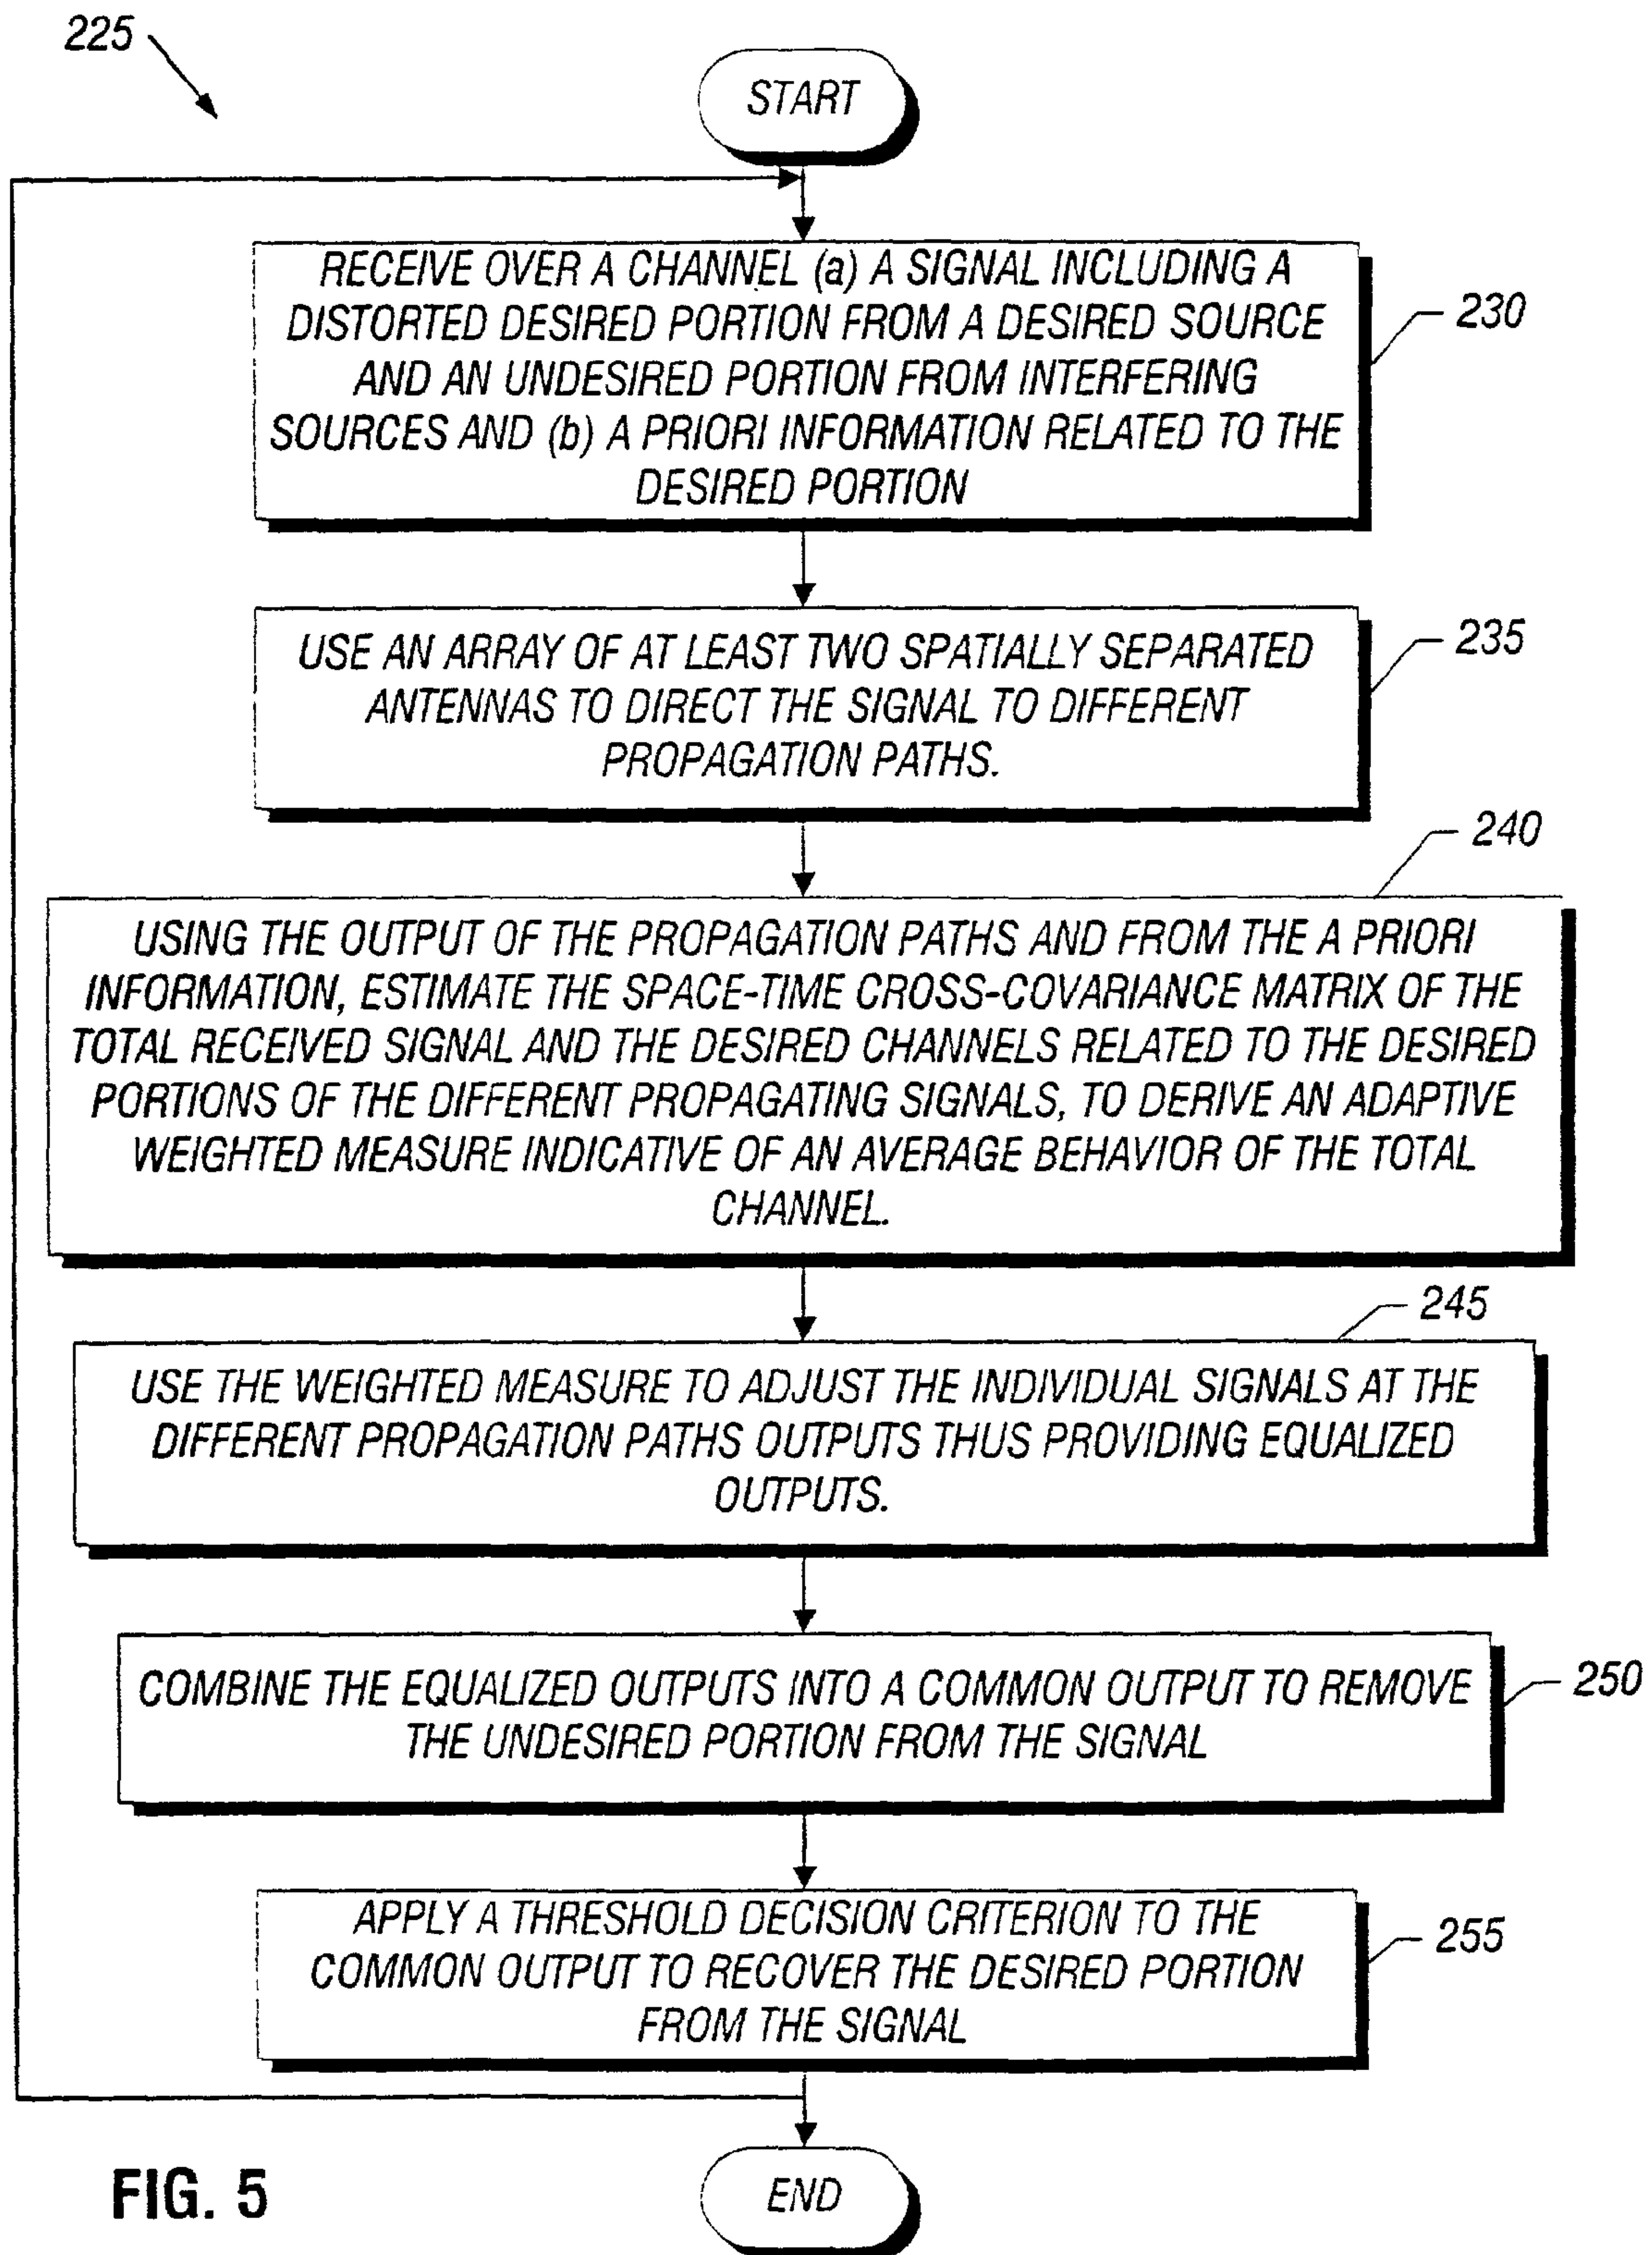 225
START
RECEIVE OVER A CHANNEL (a) A SIGNAL INCLUDING A
DISTORTED DESIRED PORTION FROM A DESIRED SOURCE
AND AN UNDESIRED PORTION FROM INTERFERING
SOURCES AND (b) A PRIORI INFORMATION RELATED TO THE
DESIRED PORTION
230
USE AN ARRAY OF AT LEAST TWO SPATIALLY SEPARATED
ANTENNAS TO DIRECT THE SIGNAL TO DIFFERENT
PROPAGATION PATHS.
235
240
USING THE OUTPUT OF THE PROPAGATION PATHS AND FROM THE A PRIORI
INFORMATION, ESTIMATE THE SPACE-TIME CROSS-COVARIANCE MATRIX OF THE
TOTAL RECEIVED SIGNAL AND THE DESIRED CHANNELS RELATED TO THE DESIRED
PORTIONS OF THE DIFFERENT PROPAGATING SIGNALS, TO DERIVE AN ADAPTIVE
WEIGHTED MEASURE INDICATIVE OF AN AVERAGE BEHAVIOR OF THE TOTAL
CHANNEL.
245
USE THE WEIGHTED MEASURE TO ADJUST THE INDIVIDUAL SIGNALS AT THE
DIFFERENT PROPAGATION PATHS OUTPUTS THUS PROVIDING EQUALIZED
OUTPUTS.
COMBINE THE EQUALIZED OUTPUTS INTO A COMMON OUTPUT TO REMOVE
THE UNDESIRED PORTION FROM THE SIGNAL
250
APPLY A THRESHOLD DECISION CRITERION TO THE
COMMON OUTPUT TO RECOVER THE DESIRED PORTION
FROM THE SIGNAL
255
END
FIG. 5